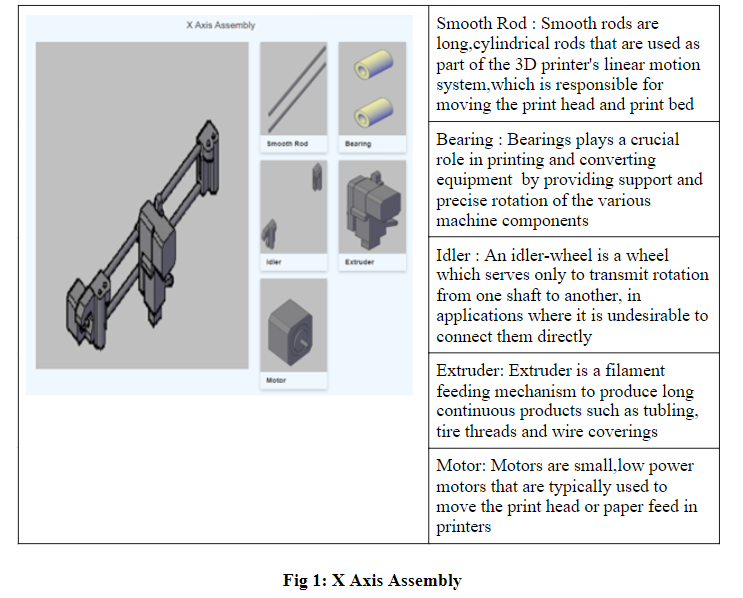 X Axis Assembly
Smooth Rod
Bearing
Idler
Extruder
Motor
Smooth Rod : Smooth rods are
long,cylindrical rods that are used as
part of the 3D printer's linear motion
system,which is responsible for
moving the print head and print bed
Bearing : Bearings plays a crucial
role in printing and converting
equipment by providing support and
precise rotation of the various
machine components
Idler : An idler-wheel is a wheel
which serves only to transmit rotation
from one shaft to another, in
applications where it is undesirable to
connect them directly
Extruder: Extruder is a filament
feeding mechanism to produce long
continuous products such as tubling,
tire threads and wire coverings
Motor: Motors are small,low power
motors that are typically used to
move the print head or paper feed in
printers
Fig 1: X Axis Assembly